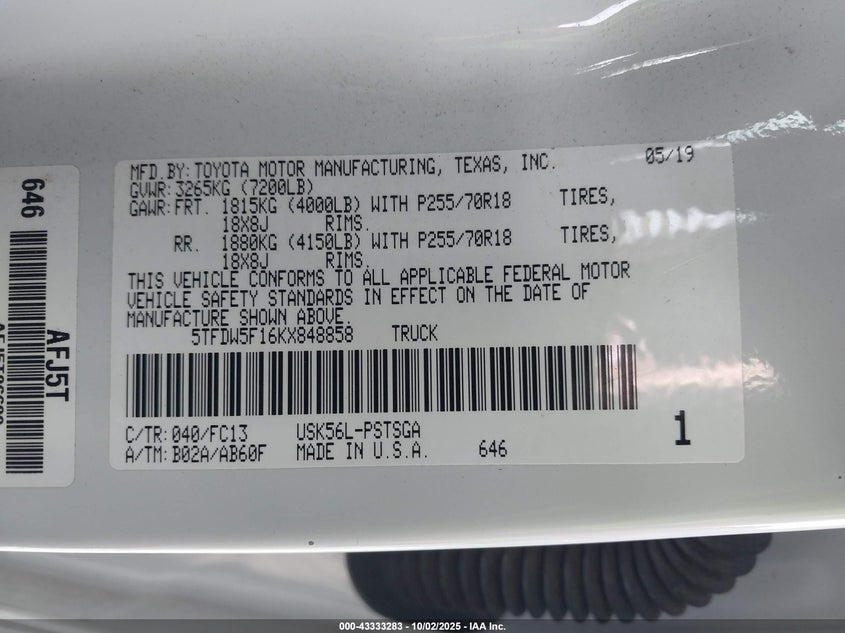 MFD.BY: TOYOTA MOTOR MANUFACTURING, TEXAS, INC. 05/19
GVWR: 3265KG (7200LB)
GAWR: FRT. 1815KG (4000LB) WITH P255/70R18 TIRES,
18X8J RIMS.
RR. 1880KG (4150LB) WITH P255/70R18 TIRES,
18X8J RIMS.
THIS VEHICLE CONFORMS TO ALL APPLICABLE FEDERAL MOTOR
VEHICLE SAFETY STANDARDS IN EFFECT ON THE DATE OF
MANUFACTURE SHOWN ABOVE.
5TFDW5F16KX848858 TRUCK
C/TR: 040/FC13 USK56L-PSTSGA
A/TM: B02A/AB60F MADE IN U.S.A. 646
1
646
AFJ5T
000-43333283 - 10/02/2025 - IAA Inc.